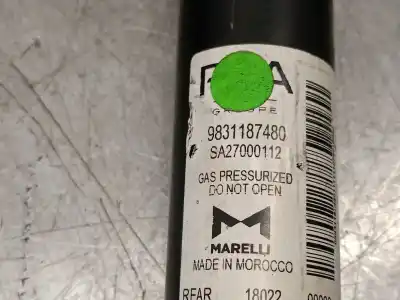 GROUPE
9831187480
SA27000112
GAS PRESSURIZED
DO NOT OPEN
MARELLI
MADE IN MOROCCO
REAR 18022